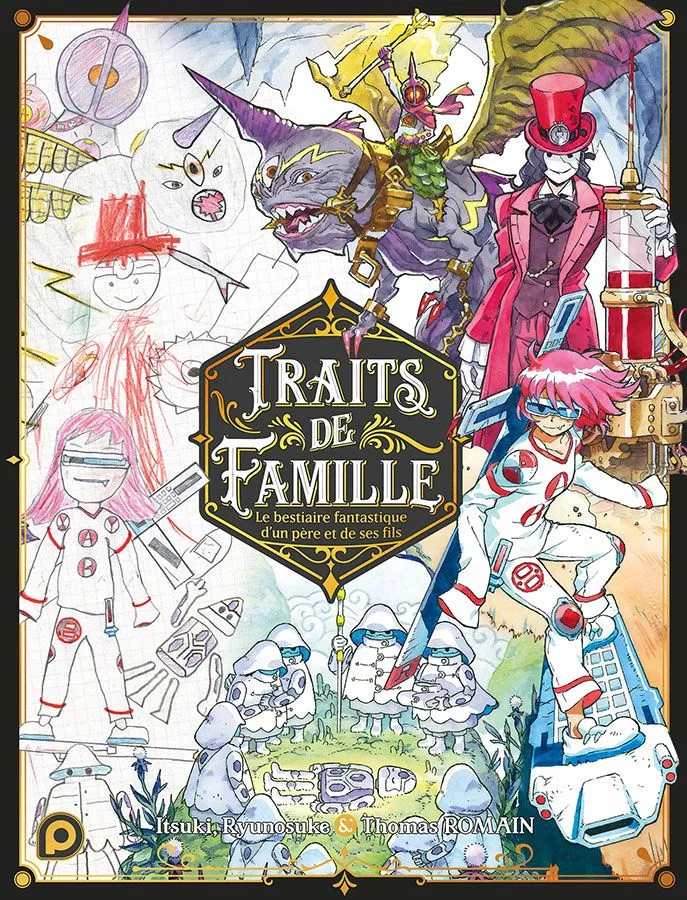 TRAITS
DE
FAMILLE
Le bestiaire fantastique
d'un père et de ses fils
Itsuki, Ryunosuke & Thomas ROMAIN